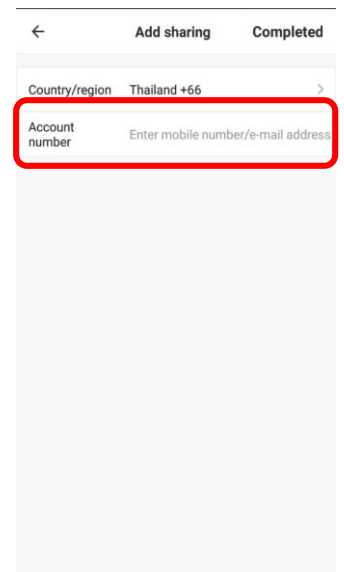 Add sharing Completed
Country/region Thailand +66
Account
number Enter mobile number/e-mail address